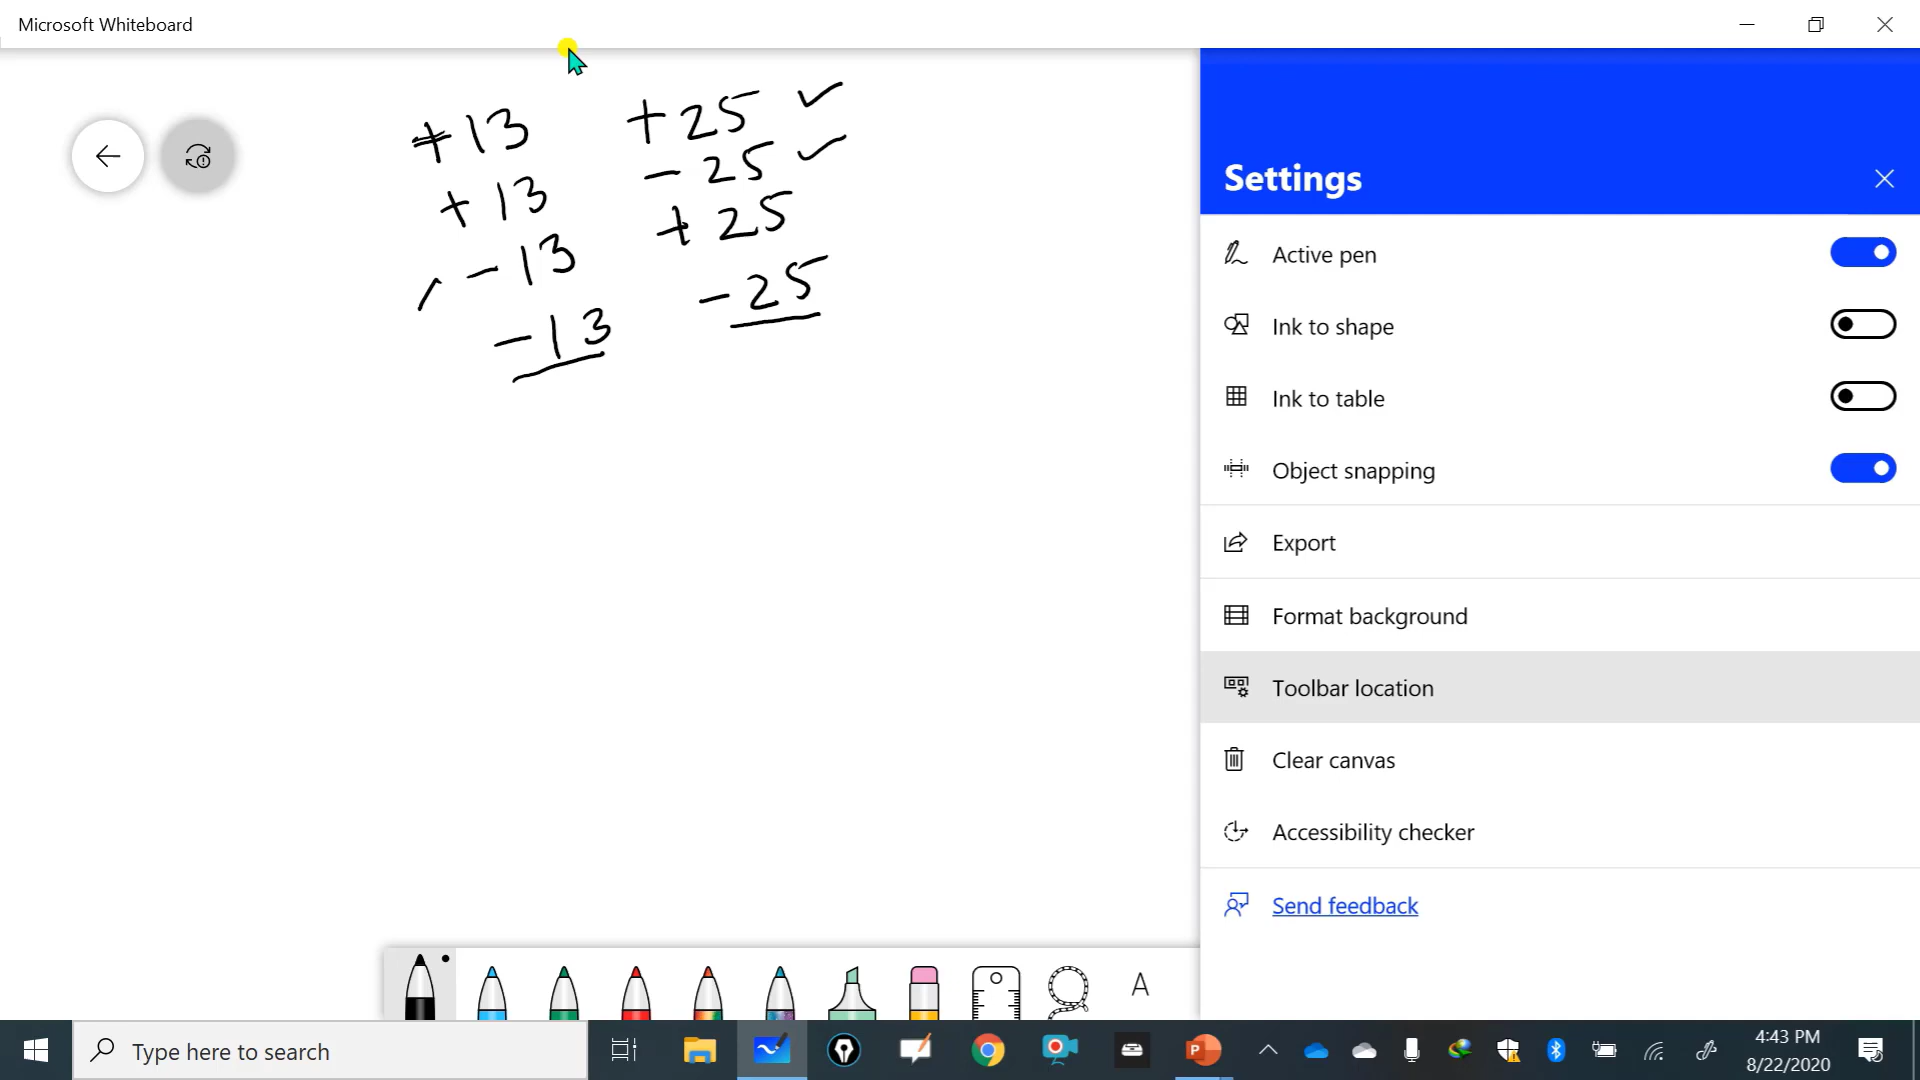 Microsoft Whiteboard
+13 +25 ✓
+13 -25 ✓
-13 +25
-13 -25
Settings
Active pen
Ink to shape
Ink to table
Object snapping
Export
Format background
Toolbar location
Clear canvas
Accessibility checker
Send feedback
A
Type here to search
4:43 PM
8/22/2020